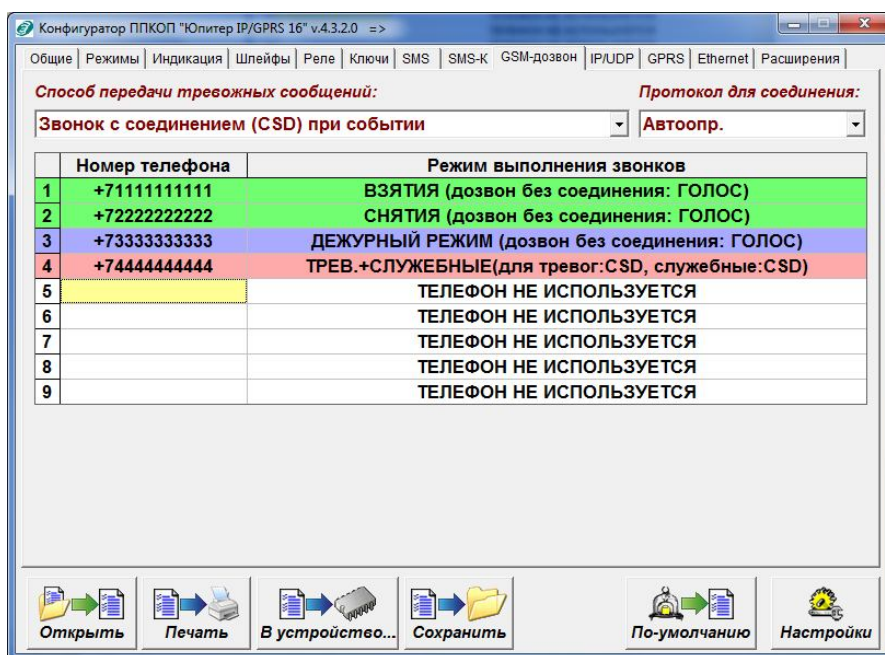 Конфигуратор ППКОП "Юпитер IP/GPRS 16" v.4.3.2.0 =>
Общие Режимы Индикация Шлейфы Реле Ключи SMS SMS-K GSM-дозвон IP/UDP GPRS Ethernet Расширения
Способ передачи тревожных сообщений: Протокол для соединения:
Звонок с соединением (CSD) при событии Автоопр.
Номер телефона Режим выполнения звонков
1 +71111111111 ВЗЯТИЯ (дозвон без соединения: ГОЛОС)
2 +72222222222 СНЯТИЯ (дозвон без соединения: ГОЛОС)
3 +73333333333 ДЕЖУРНЫЙ РЕЖИМ (дозвон без соединения: ГОЛОС)
4 +74444444444 ТРЕВ.+СЛУЖЕБНЫЕ(для тревог:CSD, служебные:CSD)
5 ТЕЛЕФОН НЕ ИСПОЛЬЗУЕТСЯ
6 ТЕЛЕФОН НЕ ИСПОЛЬЗУЕТСЯ
7 ТЕЛЕФОН НЕ ИСПОЛЬЗУЕТСЯ
8 ТЕЛЕФОН НЕ ИСПОЛЬЗУЕТСЯ
9 ТЕЛЕФОН НЕ ИСПОЛЬЗУЕТСЯ
Открыть Печать В устройство... Сохранить По-умолчанию Настройки